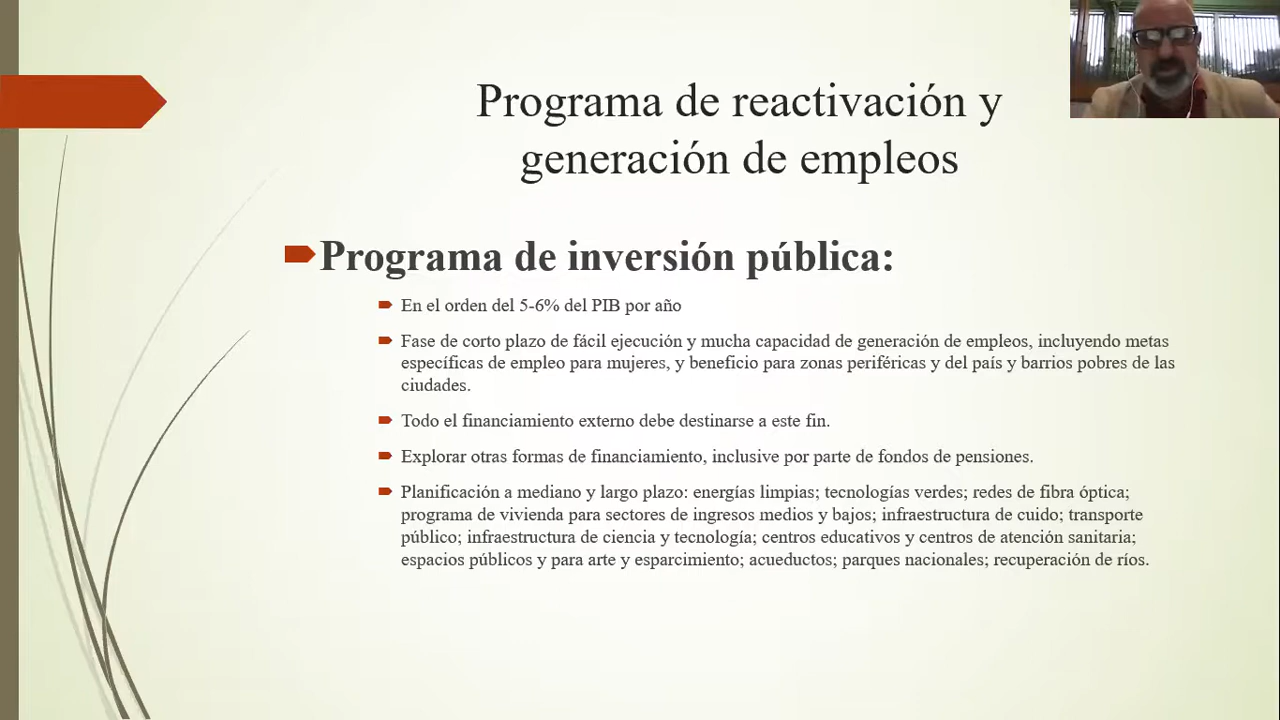 Programa de reactivación y
generación de empleos
Programa de inversión pública:
En el orden del 5-6% del PIB por año
Fase de corto plazo de fácil ejecución y mucha capacidad de generación de empleos, incluyendo metas
específicas de empleo para mujeres, y beneficio para zonas periféricas y del país y barrios pobres de las
ciudades.
Todo el financiamiento externo debe destinarse a este fin.
Explorar otras formas de financiamiento, inclusive por parte de fondos de pensiones.
Planificación a mediano y largo plazo: energías limpias; tecnologías verdes; redes de fibra óptica;
programa de vivienda para sectores de ingresos medios y bajos; infraestructura de cuido; transporte
público; infraestructura de ciencia y tecnología; centros educativos y centros de atención sanitaria;
espacios públicos y para arte y esparcimiento; acueductos; parques nacionales; recuperación de ríos.